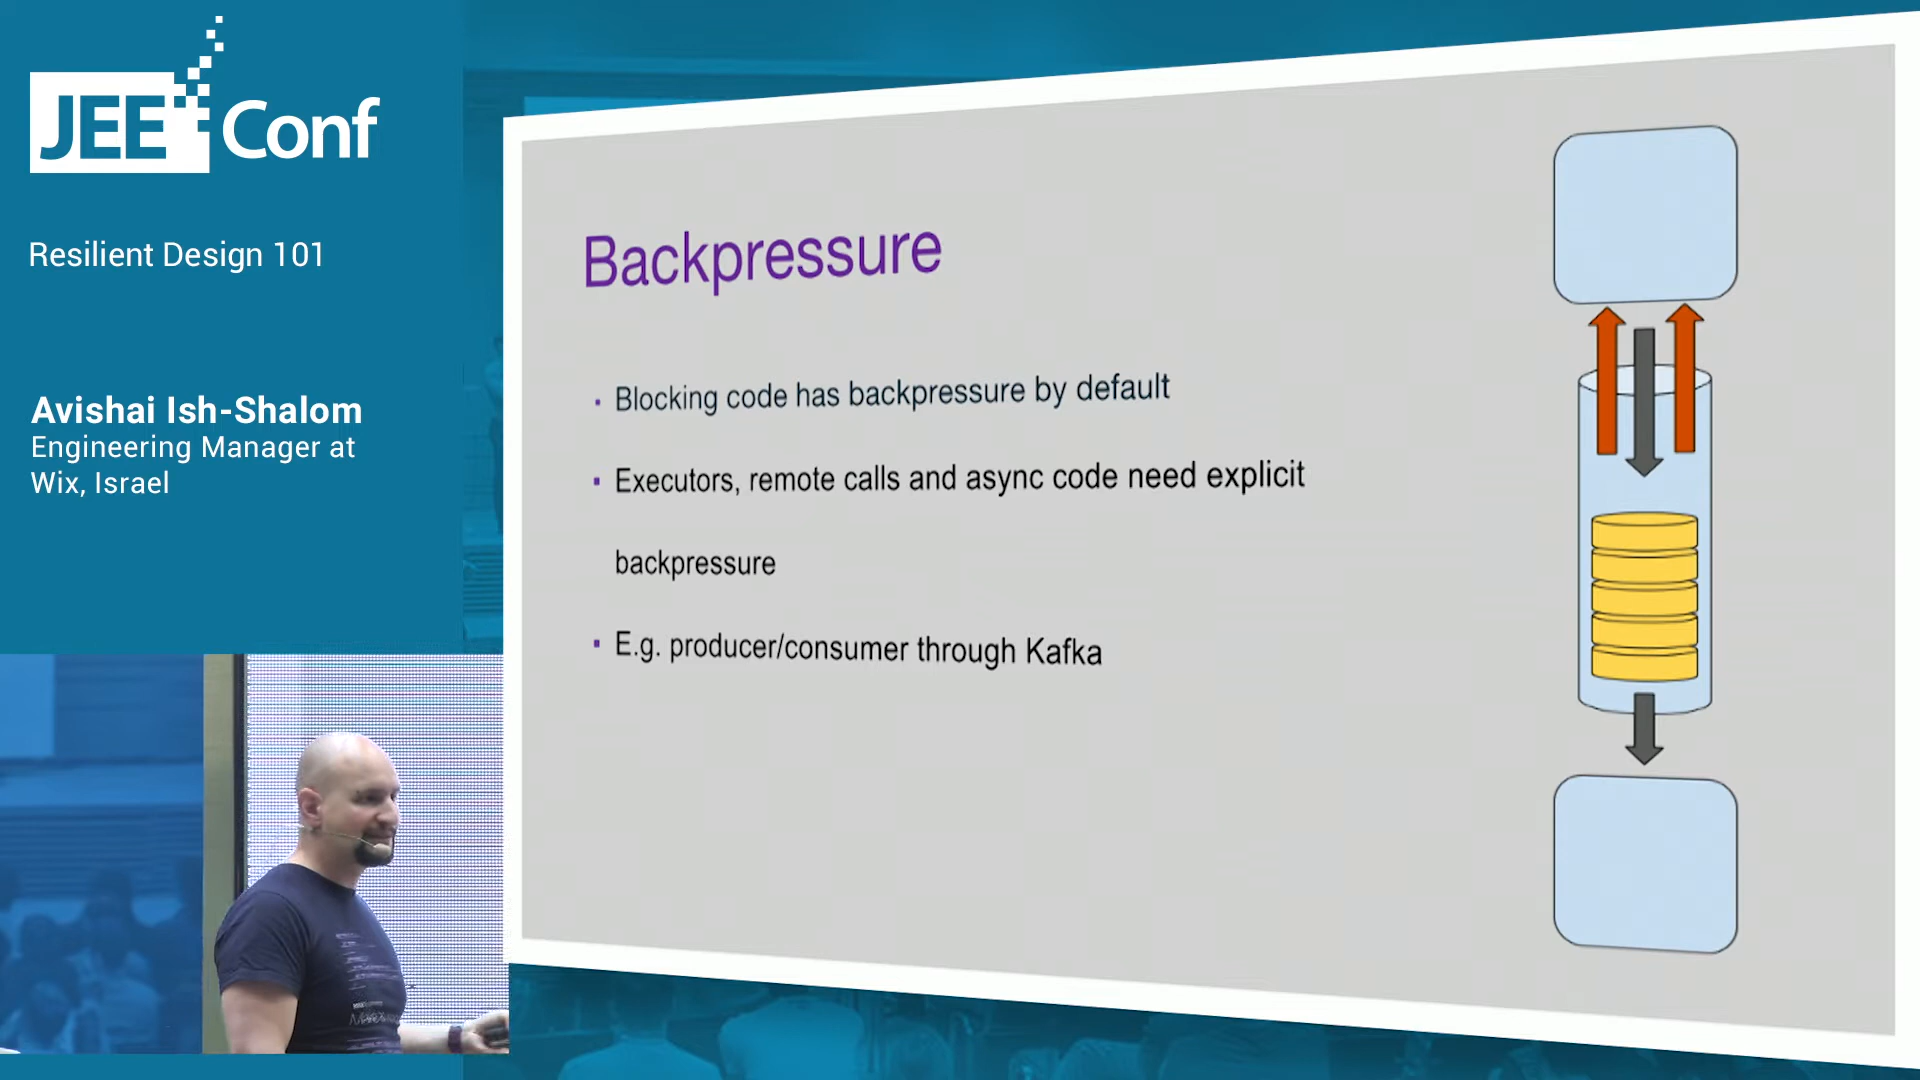 JEE Conf
Resilient Design 101
Avishai Ish-Shalom
Engineering Manager at
Wix, Israel
Backpressure
Blocking code has backpressure by default
Executors, remote calls and async code need explicit
backpressure
E.g. producer/consumer through Kafka